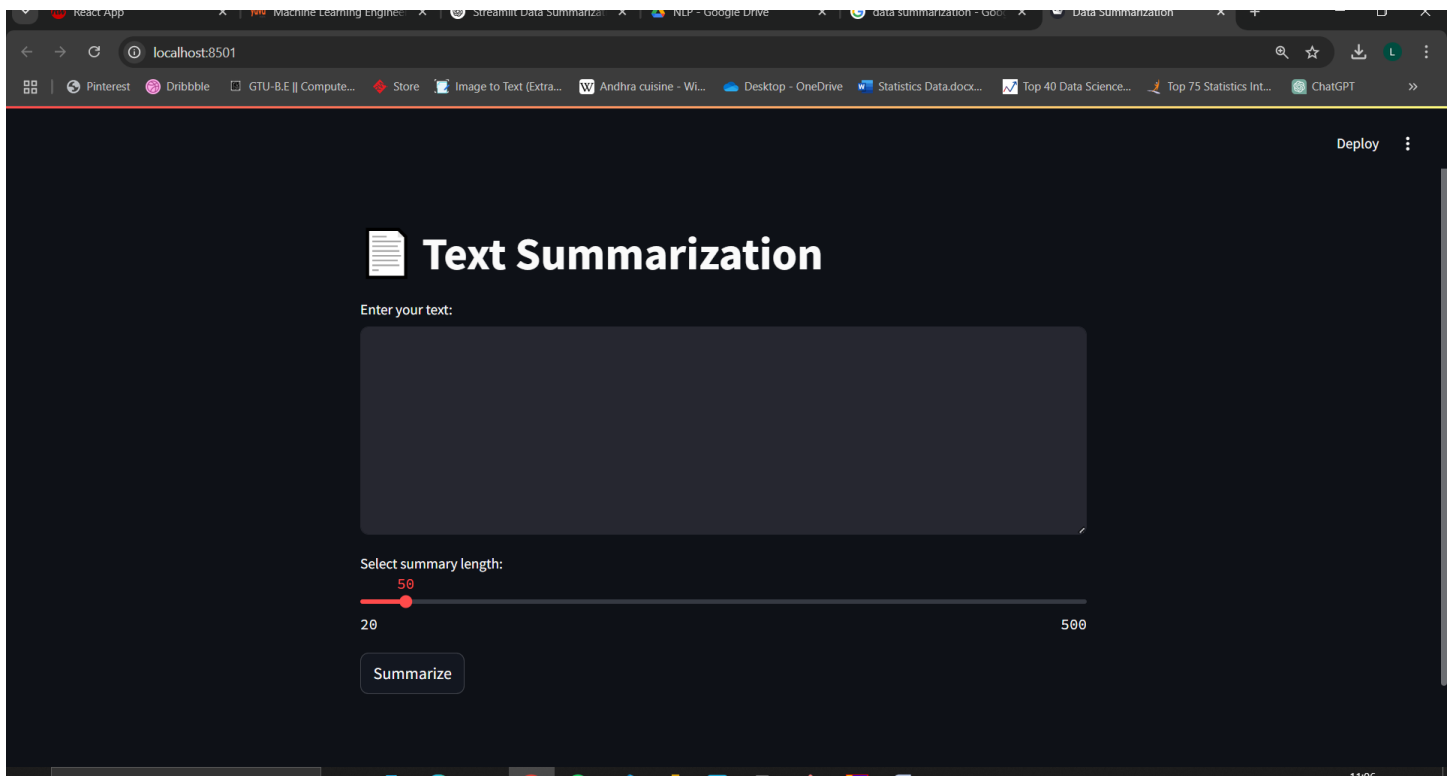 React App Machine Learning Enginee Streamlit Data Summarizat NLP - Google Drive data summarization - Goo Data Summarization
localhost:8501 L
Pinterest Dribbble GTU-B.E || Compute... Store Image to Text (Extra... Andhra cuisine - Wi... Desktop - OneDrive Statistics Data.docx... Top 40 Data Science... Top 75 Statistics Int... ChatGPT
Deploy
Text Summarization
Enter your text:
Select summary length:
50
20 500
Summarize